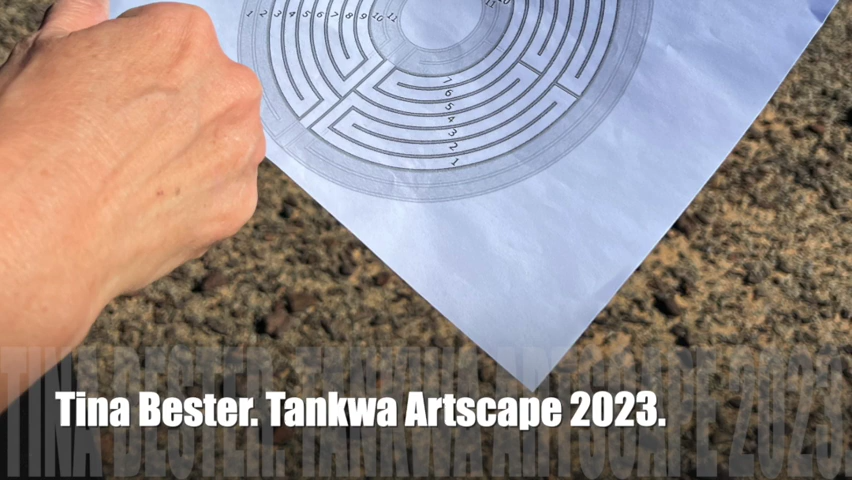 1 2 3 4 5 6 7 8 9 10 11
7
6
5
4
3
2
1
Tina Bester. Tankwa Artscape 2023.
TINA BESTER. TANKWA ARTSCAPE 2023.